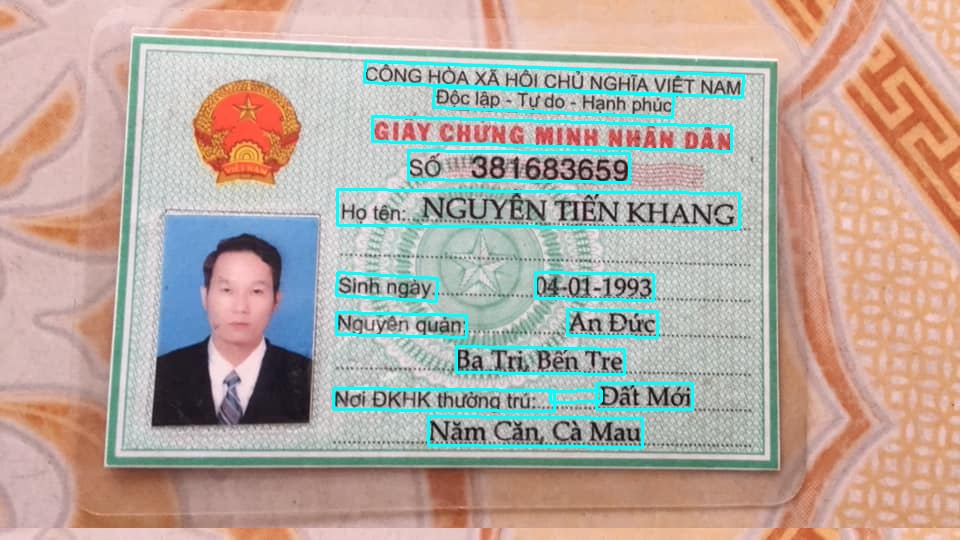 CỘNG HÒA XÃ HỘI CHỦ NGHĨA VIỆT NAM
Độc lập - Tự do - Hạnh phúc
GIẤY CHỨNG MINH NHÂN DÂN
SỐ 381683659
Họ tên: NGUYỄN TIẾN KHANG
Sinh ngày: 04-01-1993
Nguyên quán: An Đức
Ba Tri, Bến Tre
Nơi ĐKHK thường trú: Đất Mới
Năm Căn, Cà Mau
VIỆT NAM